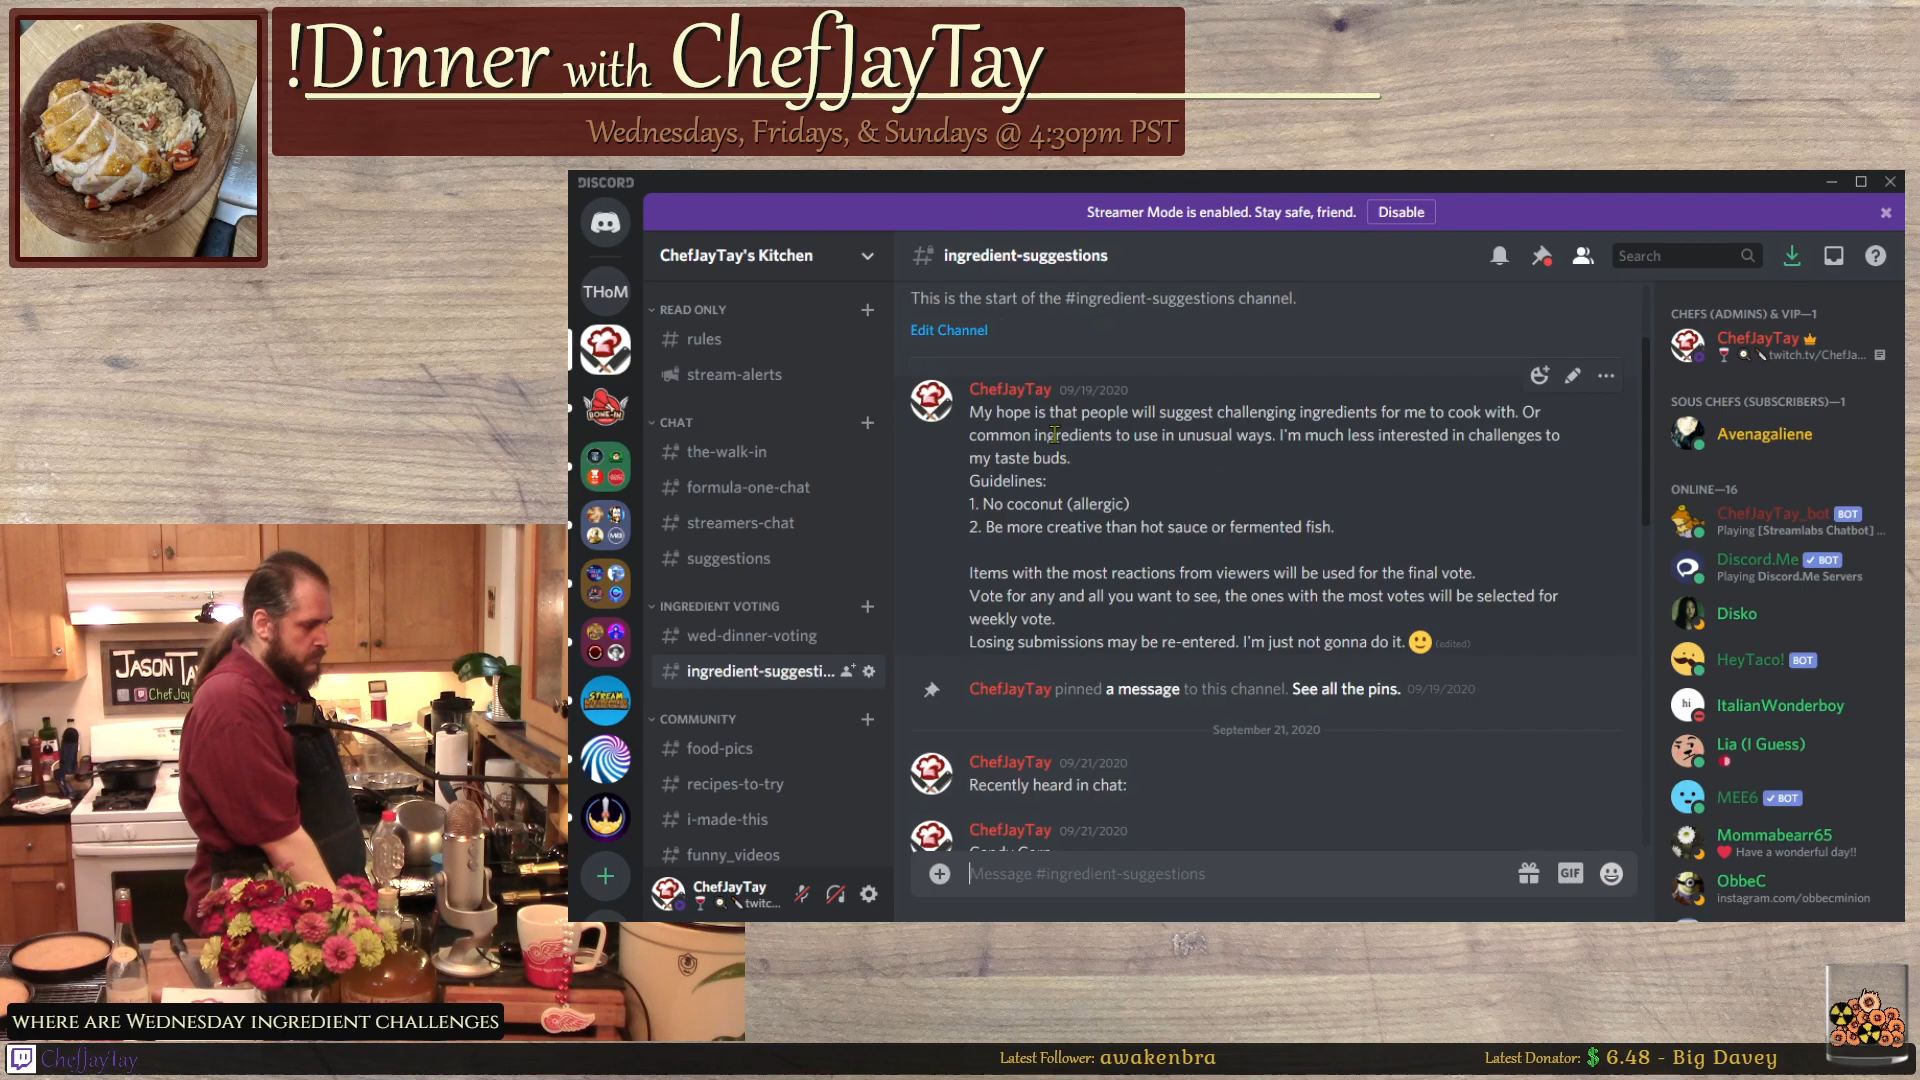 !Dinner with ChefJayTay
Wednesdays, Fridays, & Sundays @ 4:30pm PST
DISCORD
Streamer Mode is enabled. Stay safe, friend.
Disable
ChefJayTay's Kitchen
ingredient-suggestions
Search
THoM
READ ONLY
rules
stream-alerts
CHAT
the-walk-in
formula-one-chat
streamers-chat
suggestions
INGREDIENT VOTING
wed-dinner-voting
ingredient-suggesti...
COMMUNITY
food-pics
recipes-to-try
i-made-this
funny_videos
ChefJayTay
twitc...
This is the start of the #ingredient-suggestions channel.
Edit Channel
ChefJayTay 09/19/2020
My hope is that people will suggest challenging ingredients for me to cook with. Or
common ingredients to use in unusual ways. I'm much less interested in challenges to
my taste buds.
Guidelines:
1. No coconut (allergic)
2. Be more creative than hot sauce or fermented fish.
Items with the most reactions from viewers will be used for the final vote.
Vote for any and all you want to see, the ones with the most votes will be selected for
weekly vote.
Losing submissions may be re-entered. I'm just not gonna do it. (edited)
ChefJayTay pinned a message to this channel. See all the pins. 09/19/2020
September 21, 2020
ChefJayTay 09/21/2020
Recently heard in chat:
ChefJayTay 09/21/2020
Candy Corn
Message #ingredient-suggestions
GIF
CHEFS (ADMINS) & VIP—1
ChefJayTay
twitch.tv/ChefJa...
SOUS CHEFS (SUBSCRIBERS)—1
Avenagaliene
ONLINE—16
ChefJayTay_bot BOT
Playing [Streamlabs Chatbot] ...
Discord.Me BOT
Playing Discord.Me Servers
Disko
HeyTaco! BOT
hi
ItalianWonderboy
Lia (I Guess)
MEE6 BOT
Mommabearr65
Have a wonderful day!!
ObbeC
instagram.com/obbecminion
BONE-IN
STREAM
JASON TA
ChefJay
WHERE ARE WEDNESDAY INGREDIENT CHALLENGES
ChefJayTay
Latest Follower: awakenbra
Latest Donator: $ 6.48 - Big Davey